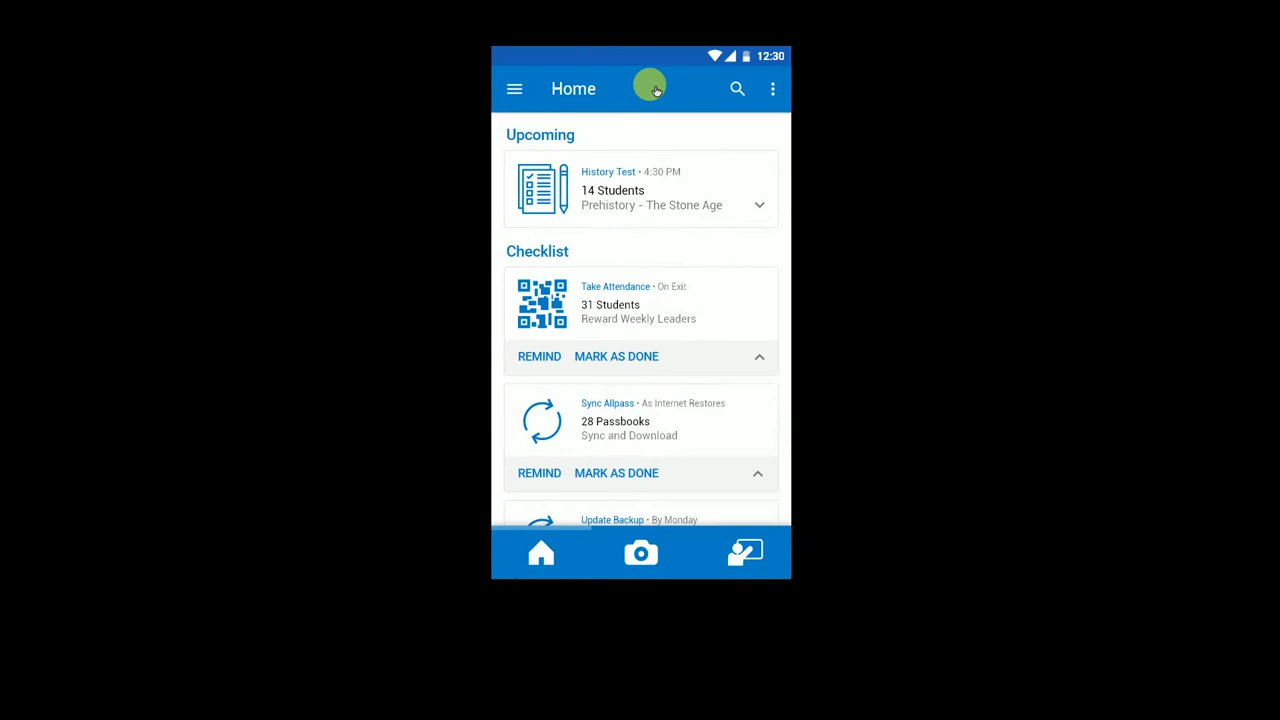 12:30
Home
Upcoming
History Test • 4:30 PM
14 Students
Prehistory - The Stone Age
Checklist
Take Attendance • On Exit
31 Students
Reward Weekly Leaders
REMIND MARK AS DONE
Sync Allpass • As Internet Restores
28 Passbooks
Sync and Download
REMIND MARK AS DONE
Update Backup • By Monday